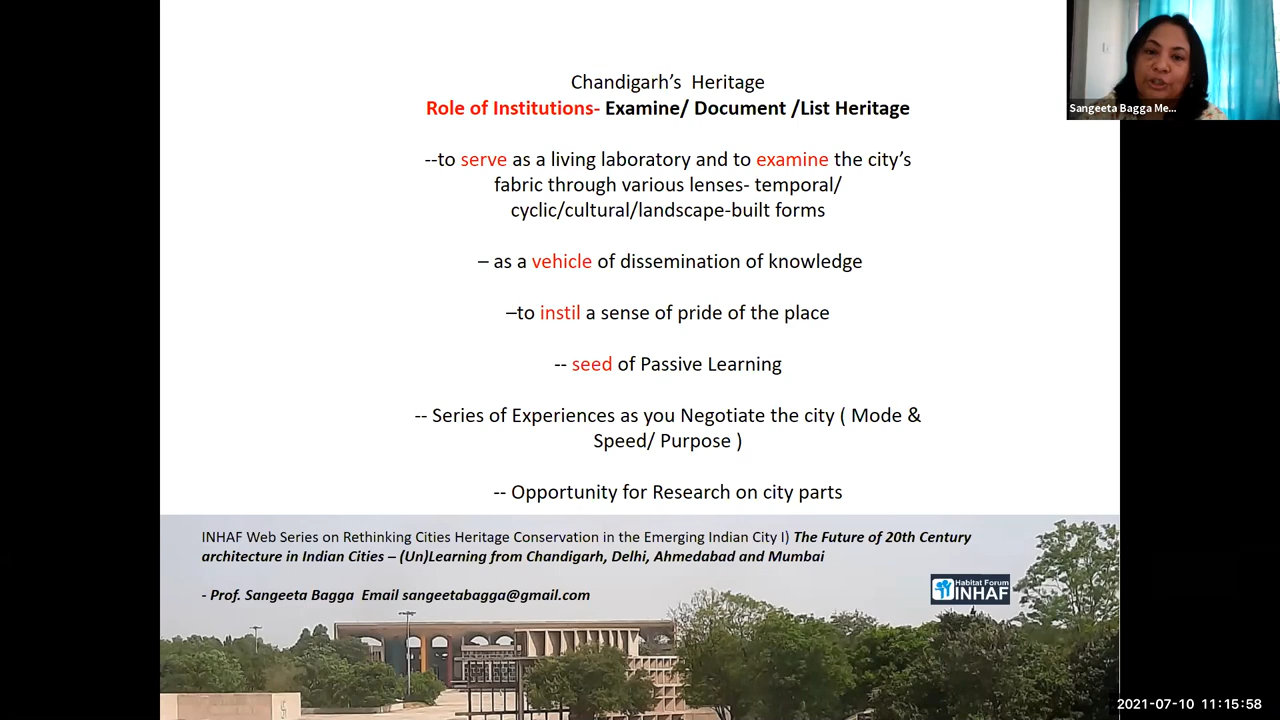 Chandigarh's  Heritage
Role of Institutions- Examine/ Document /List Heritage
--to serve as a living laboratory and to examine the city's
fabric through various lenses- temporal/
cyclic/cultural/landscape-built forms
– as a vehicle of dissemination of knowledge
–to instil a sense of pride of the place
-- seed of Passive Learning
-- Series of Experiences as you Negotiate the city ( Mode &
Speed/ Purpose )
-- Opportunity for Research on city parts
INHAF Web Series on Rethinking Cities Heritage Conservation in the Emerging Indian City I) The Future of 20th Century
architecture in Indian Cities – (Un)Learning from Chandigarh, Delhi, Ahmedabad and Mumbai
- Prof. Sangeeta Bagga  Email sangeetabagga@gmail.com
Habitat Forum
INHAF
Sangeeta Bagga Me...
2021-07-10 11:15:58